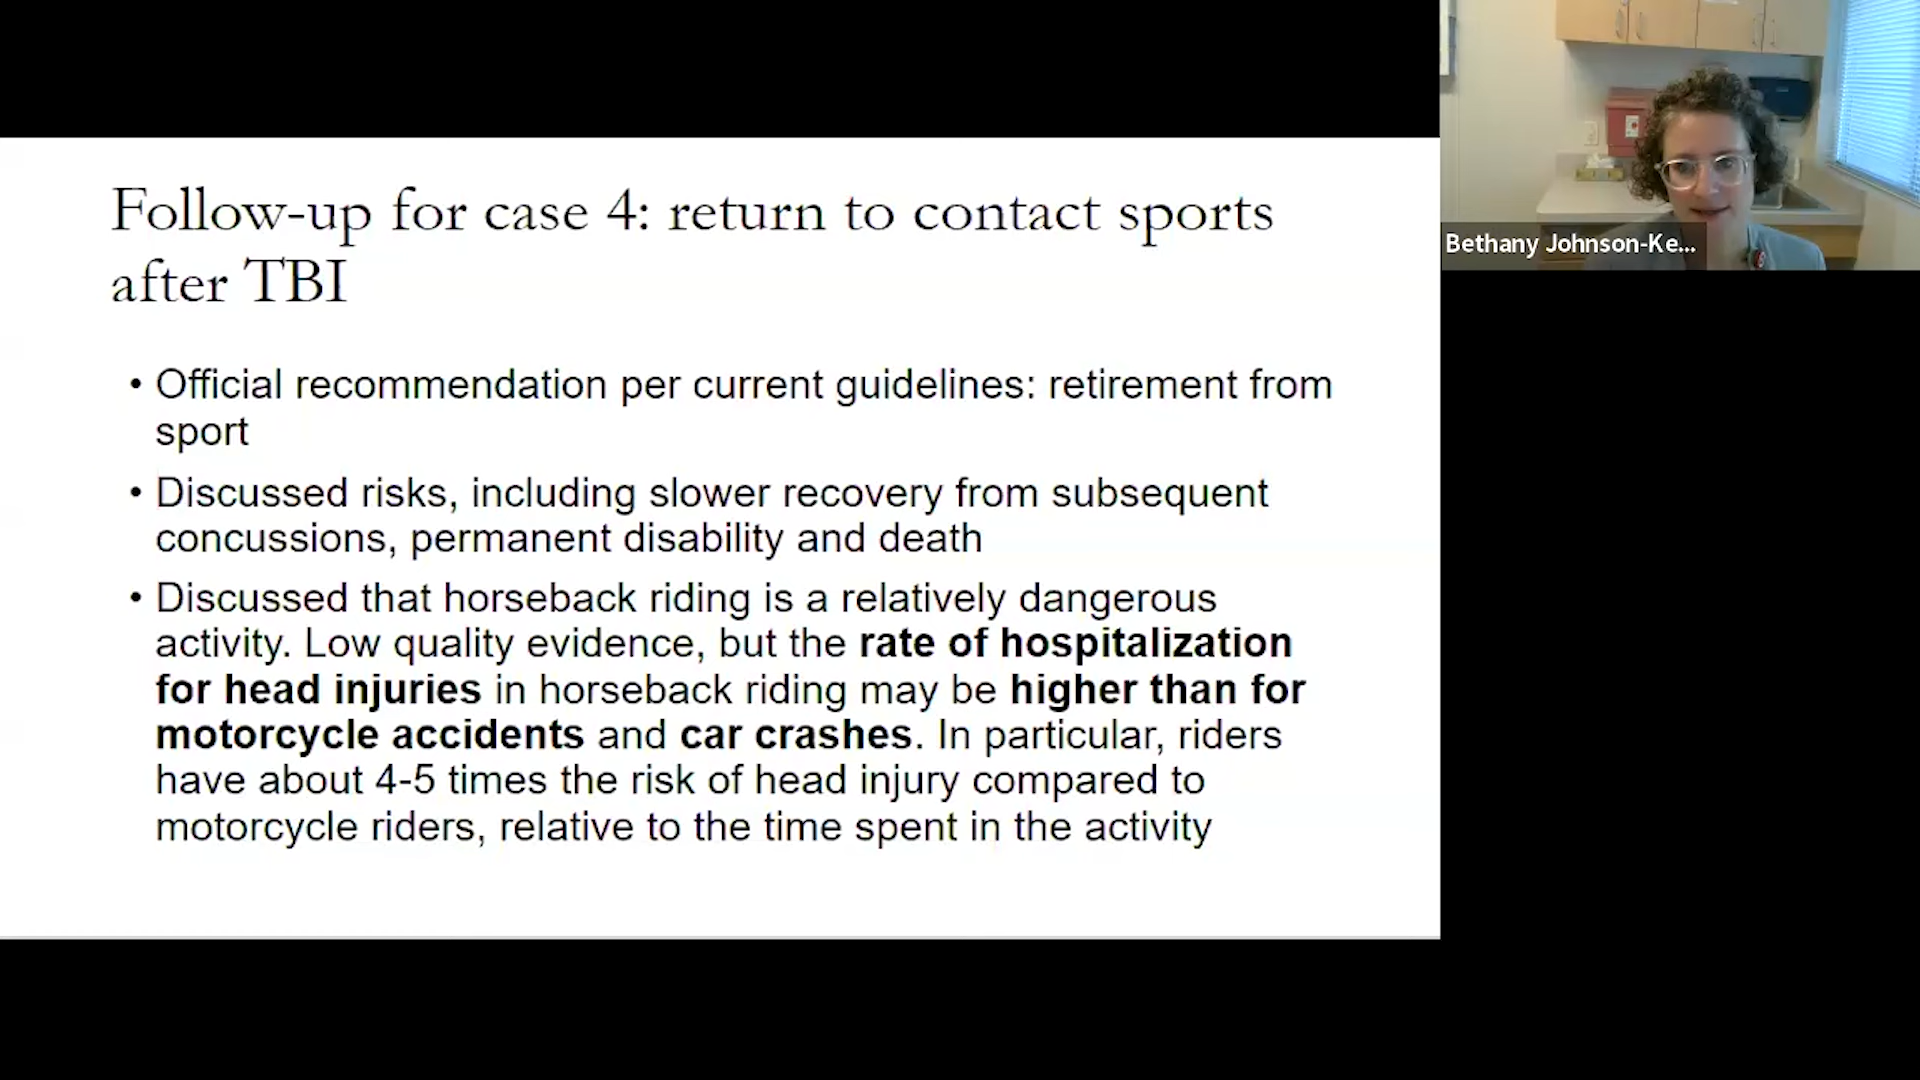 Follow-up for case 4: return to contact sports
after TBI
• Official recommendation per current guidelines: retirement from
sport
• Discussed risks, including slower recovery from subsequent
concussions, permanent disability and death
• Discussed that horseback riding is a relatively dangerous
activity. Low quality evidence, but the rate of hospitalization
for head injuries in horseback riding may be higher than for
motorcycle accidents and car crashes. In particular, riders
have about 4-5 times the risk of head injury compared to
motorcycle riders, relative to the time spent in the activity
Bethany Johnson-Ke...